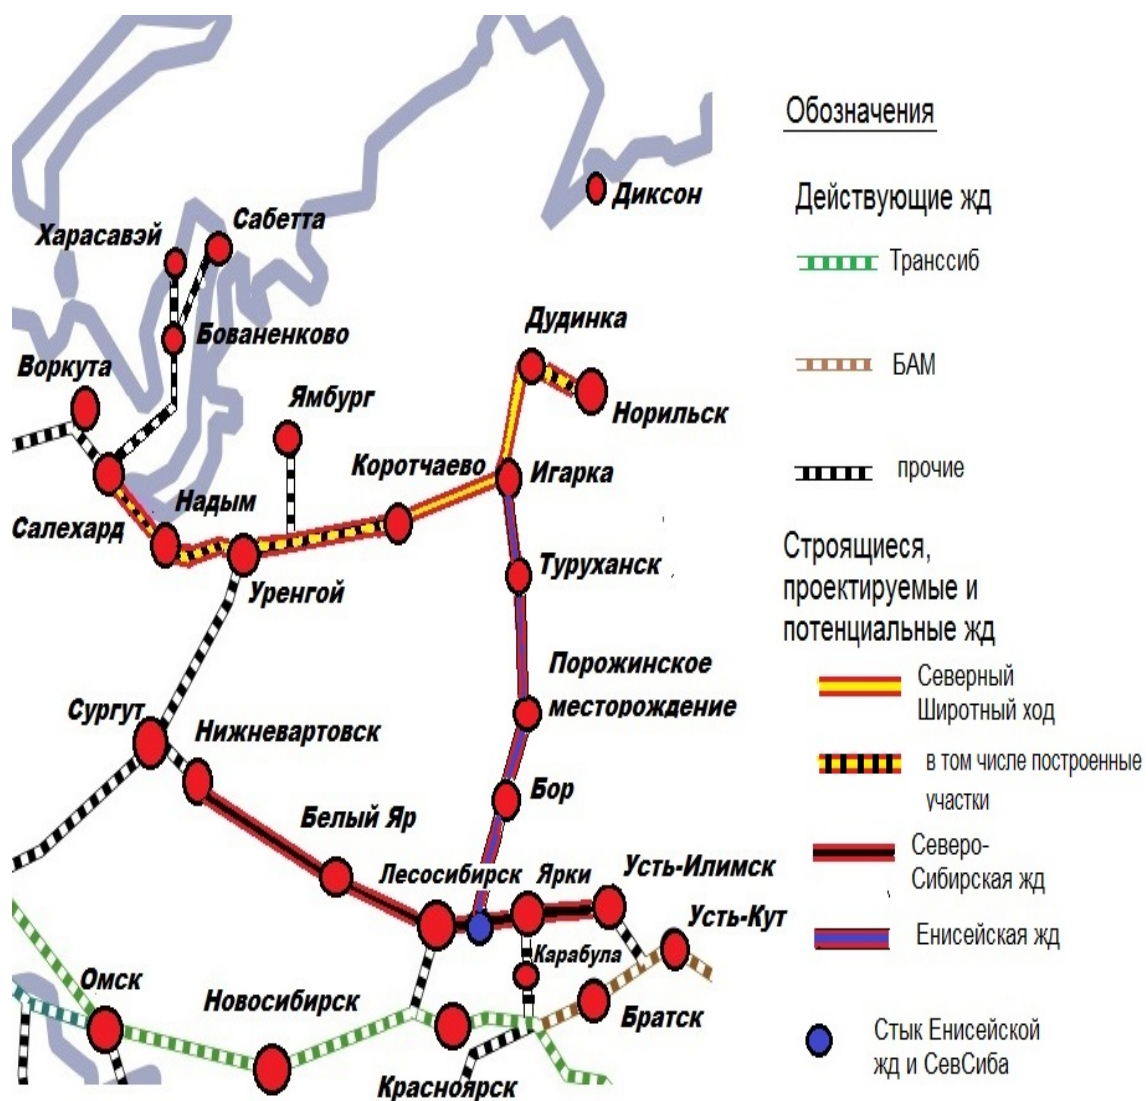 Обозначения
Действующие жд
Транссиб
БАМ
прочие
Строящиеся,
проектируемые и
потенциальные жд
Северный
Широтный ход
в том числе построенные
участки
Северо-
Сибирская жд
Енисейская жд
Стык Енисейской
жд и СевСиба
Диксон
Сабетта
Харасавэй
Бованенково
Дудинка
Воркута
Ямбург
Норильск
Коротчаево
Игарка
Надым
Салехард
Туруханск
Уренгой
Порожинское
месторождение
Сургут
Нижневартовск
Бор
Белый Яр
Лесосибирск
Ярки
Усть-Илимск
Усть-Кут
Карабула
Омск
Новосибирск
Братск
Красноярск